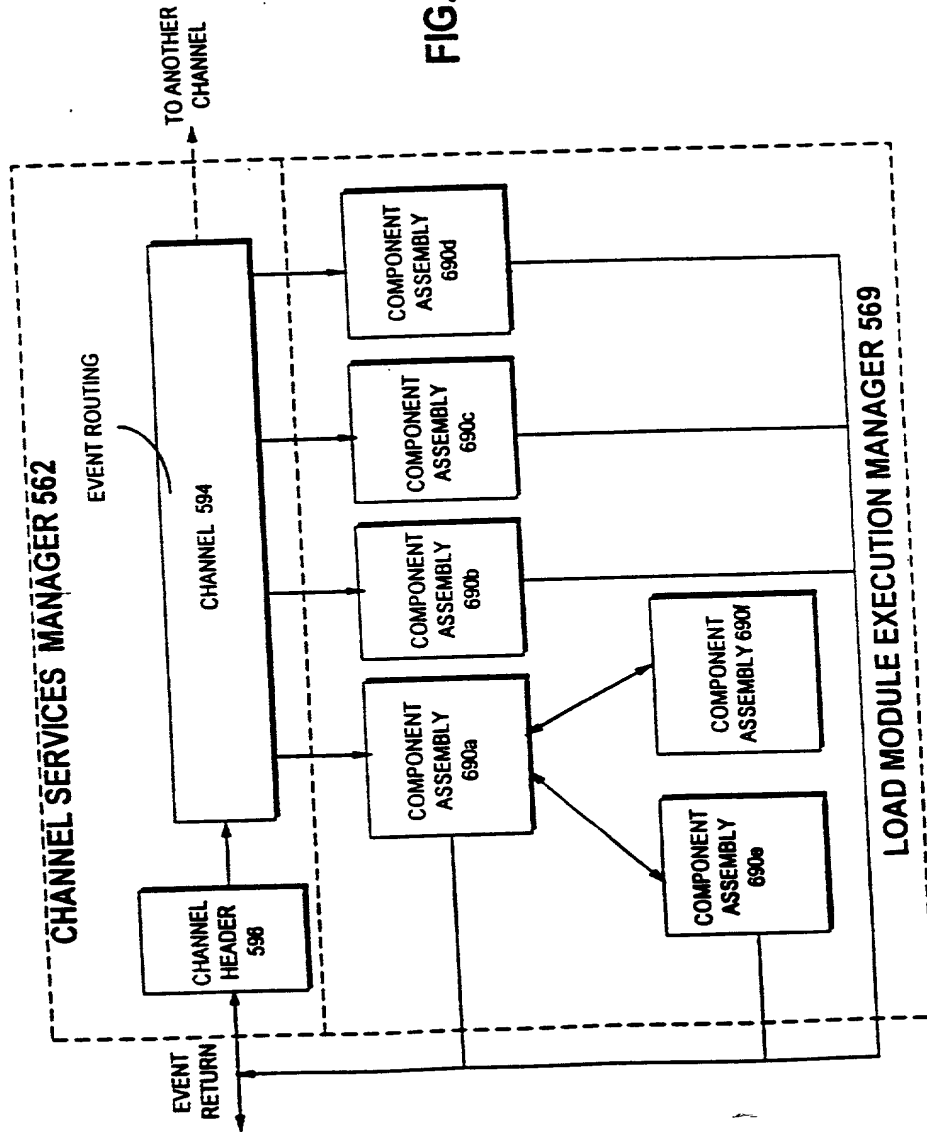 CHANNEL SERVICES MANAGER 562
EVENT ROUTING
TO ANOTHER
CHANNEL
EVENT
RETURN
CHANNEL
HEADER
596
CHANNEL 594
COMPONENT
ASSEMBLY
690a
COMPONENT
ASSEMBLY
690b
COMPONENT
ASSEMBLY
690c
COMPONENT
ASSEMBLY
690d
COMPONENT
ASSEMBLY
690e
COMPONENT
ASSEMBLY 690f
LOAD MODULE EXECUTION MANAGER 569
FIG.